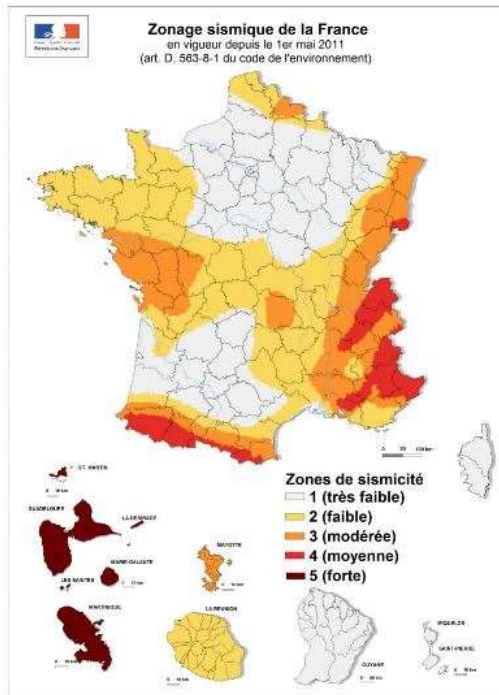 Zonage sismique de la France
en vigueur depuis le 1er mai 2011
(art. D. 563-8-1 du code de l'environnement)
ST. MARTIN
GUADELOUPE
LA DESIRADE
MARIE-GALANTE
LES SAINTES
MARTINIQUE
MAYOTTE
LA REUNION
GUYANE
MIQUELON
SAINT-PIERRE
Zones de sismicité
1 (très faible)
2 (faible)
3 (modérée)
4 (moyenne)
5 (forte)